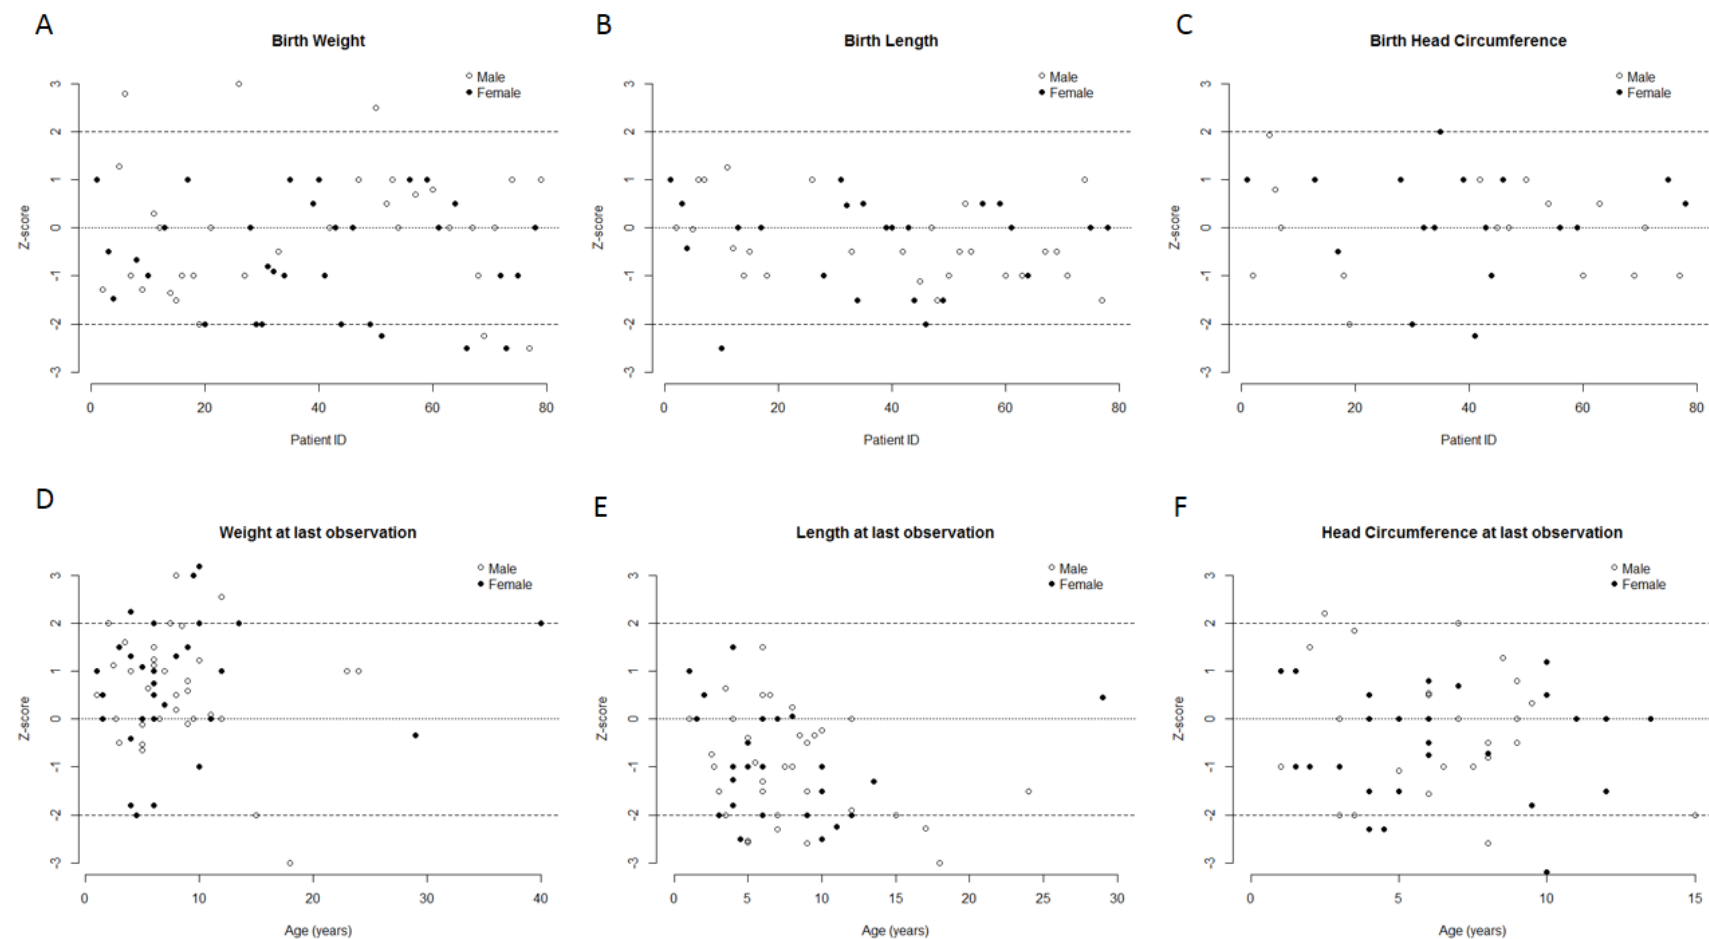 A
Birth Weight
Male
Female
3
2
1
0
-1
-2
-3
Z-score
0 20 40 60 80
Patient ID
B
Birth Length
Male
Female
3
2
1
0
-1
-2
-3
Z-score
0 20 40 60 80
Patient ID
C
Birth Head Circumference
Male
Female
3
2
1
0
-1
-2
-3
Z-score
0 20 40 60 80
Patient ID
D
Weight at last observation
Male
Female
3
2
1
0
-1
-2
-3
Z-score
0 10 20 30 40
Age (years)
E
Length at last observation
Male
Female
3
2
1
0
-1
-2
-3
Z-score
0 5 10 15 20 25 30
Age (years)
F
Head Circumference at last observation
Male
Female
3
2
1
0
-1
-2
-3
Z-score
0 5 10 15
Age (years)